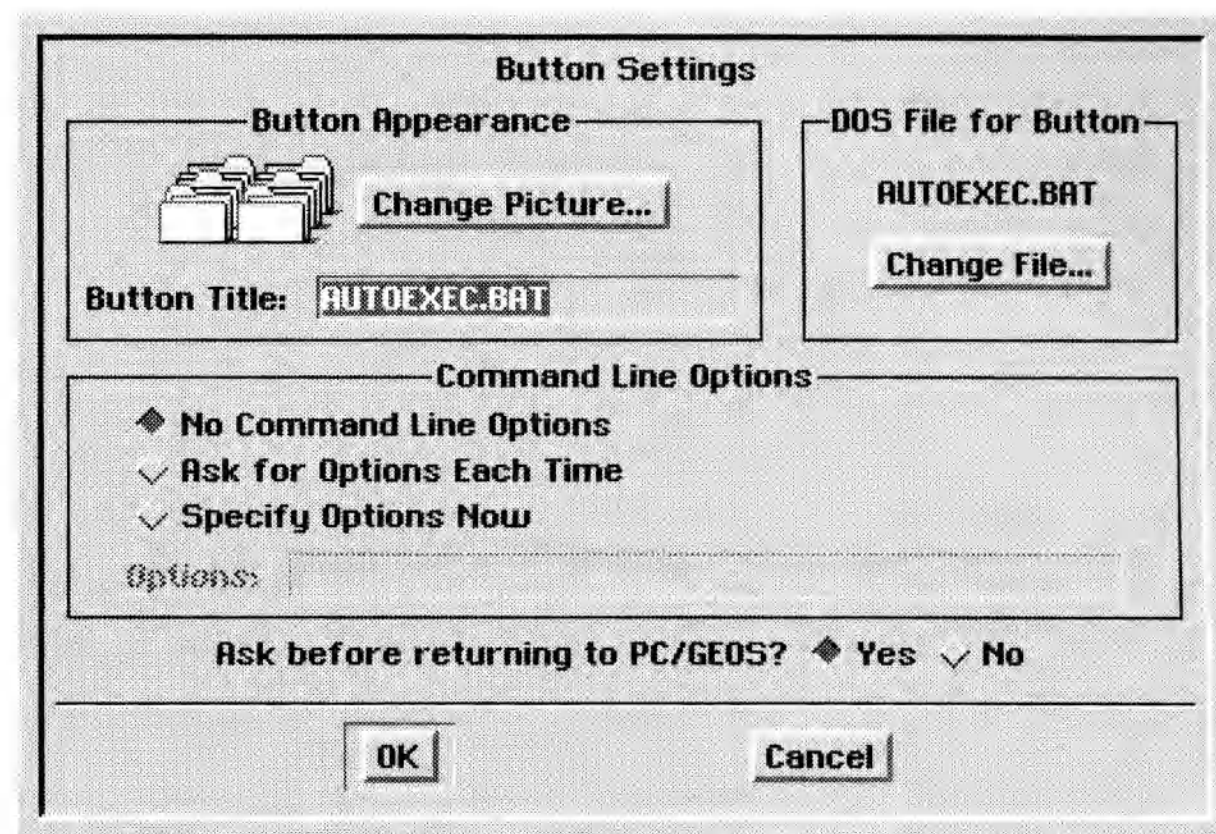 Button Settings
Button Appearance
Change Picture...
Button Title: AUTOEXEC.BAT
DOS File for Button
AUTOEXEC.BAT
Change File...
Command Line Options
No Command Line Options
Ask for Options Each Time
Specify Options Now
Options:
Ask before returning to PC/GEOS? Yes No
OK Cancel